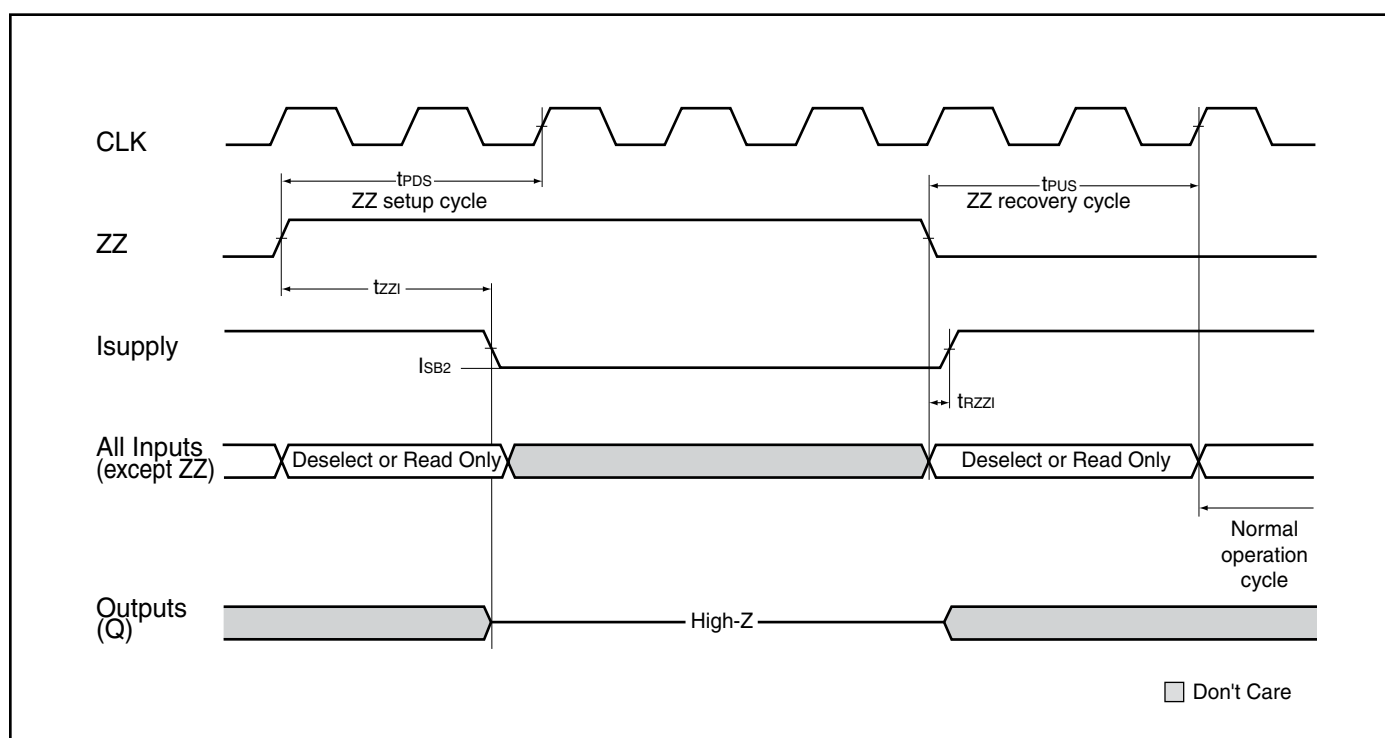 CLK
tPDS
ZZ setup cycle
tPUS
ZZ recovery cycle
ZZ
tZZI
Isupply
ISB2
tRZZI
All Inputs
(except ZZ)
Deselect or Read Only
Deselect or Read Only
Normal
operation
cycle
Outputs
(Q)
High-Z
Don't Care